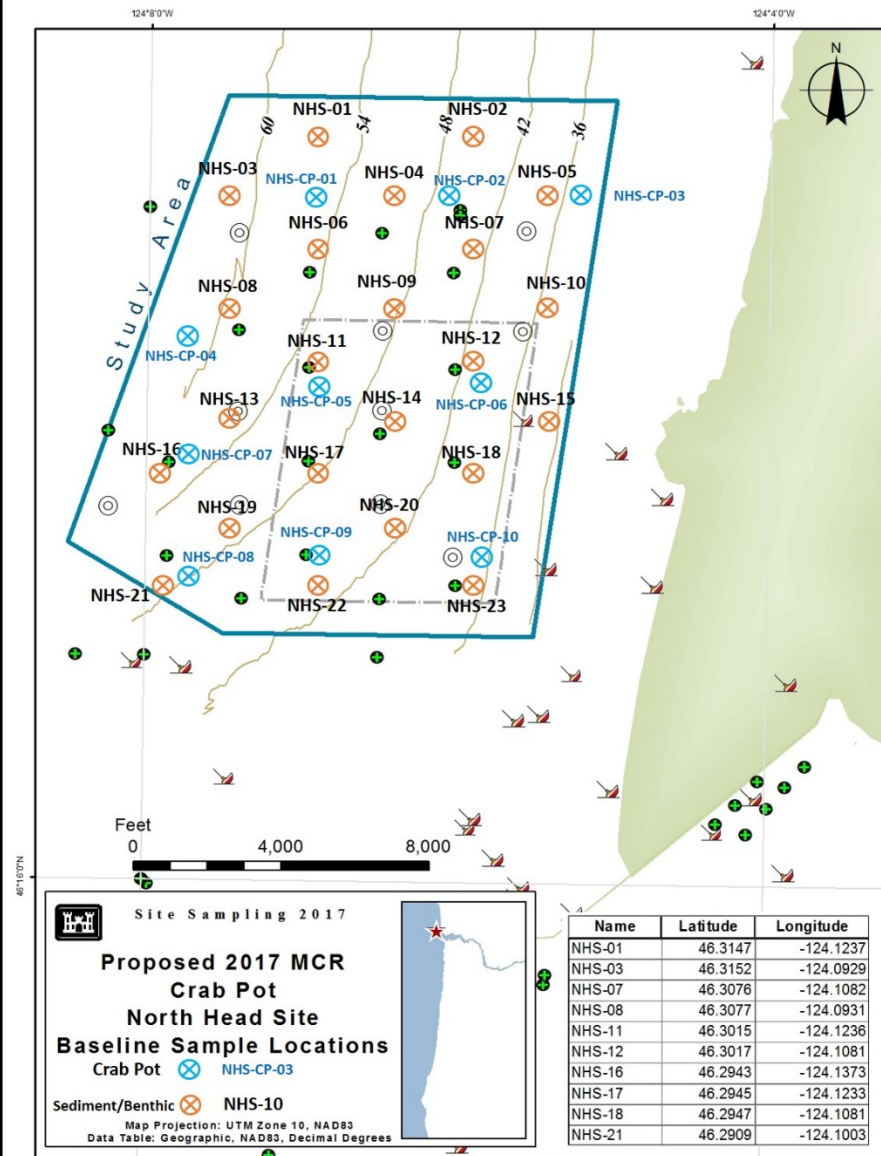 124°8'0"W 124°4'0"W
N
NHS-01 NHS-02
60 54 48 42 36
NHS-03 NHS-CP-01 NHS-04 NHS-CP-02 NHS-05 NHS-CP-03
NHS-06 NHS-07
Study Area
NHS-08 NHS-09 NHS-10
NHS-CP-04 NHS-11 NHS-12
NHS-CP-05 NHS-14 NHS-CP-06 NHS-15
NHS-13
NHS-16 NHS-CP-07 NHS-17 NHS-18
NHS-19 NHS-CP-09 NHS-20 NHS-CP-10
NHS-CP-08
NHS-21 NHS-22 NHS-23
Feet
0 4,000 8,000
46°16'0"N
Site Sampling 2017
Proposed 2017 MCR
Crab Pot
North Head Site
Baseline Sample Locations
Crab Pot NHS-CP-03
Sediment/Benthic NHS-10
Map Projection: UTM Zone 10, NAD83
Data Table: Geographic, NAD83, Decimal Degrees
Name Latitude Longitude
NHS-01 46.3147 -124.1237
NHS-03 46.3152 -124.0929
NHS-07 46.3076 -124.1082
NHS-08 46.3077 -124.0931
NHS-11 46.3015 -124.1236
NHS-12 46.3017 -124.1081
NHS-16 46.2943 -124.1373
NHS-17 46.2945 -124.1233
NHS-18 46.2947 -124.1081
NHS-21 46.2909 -124.1003